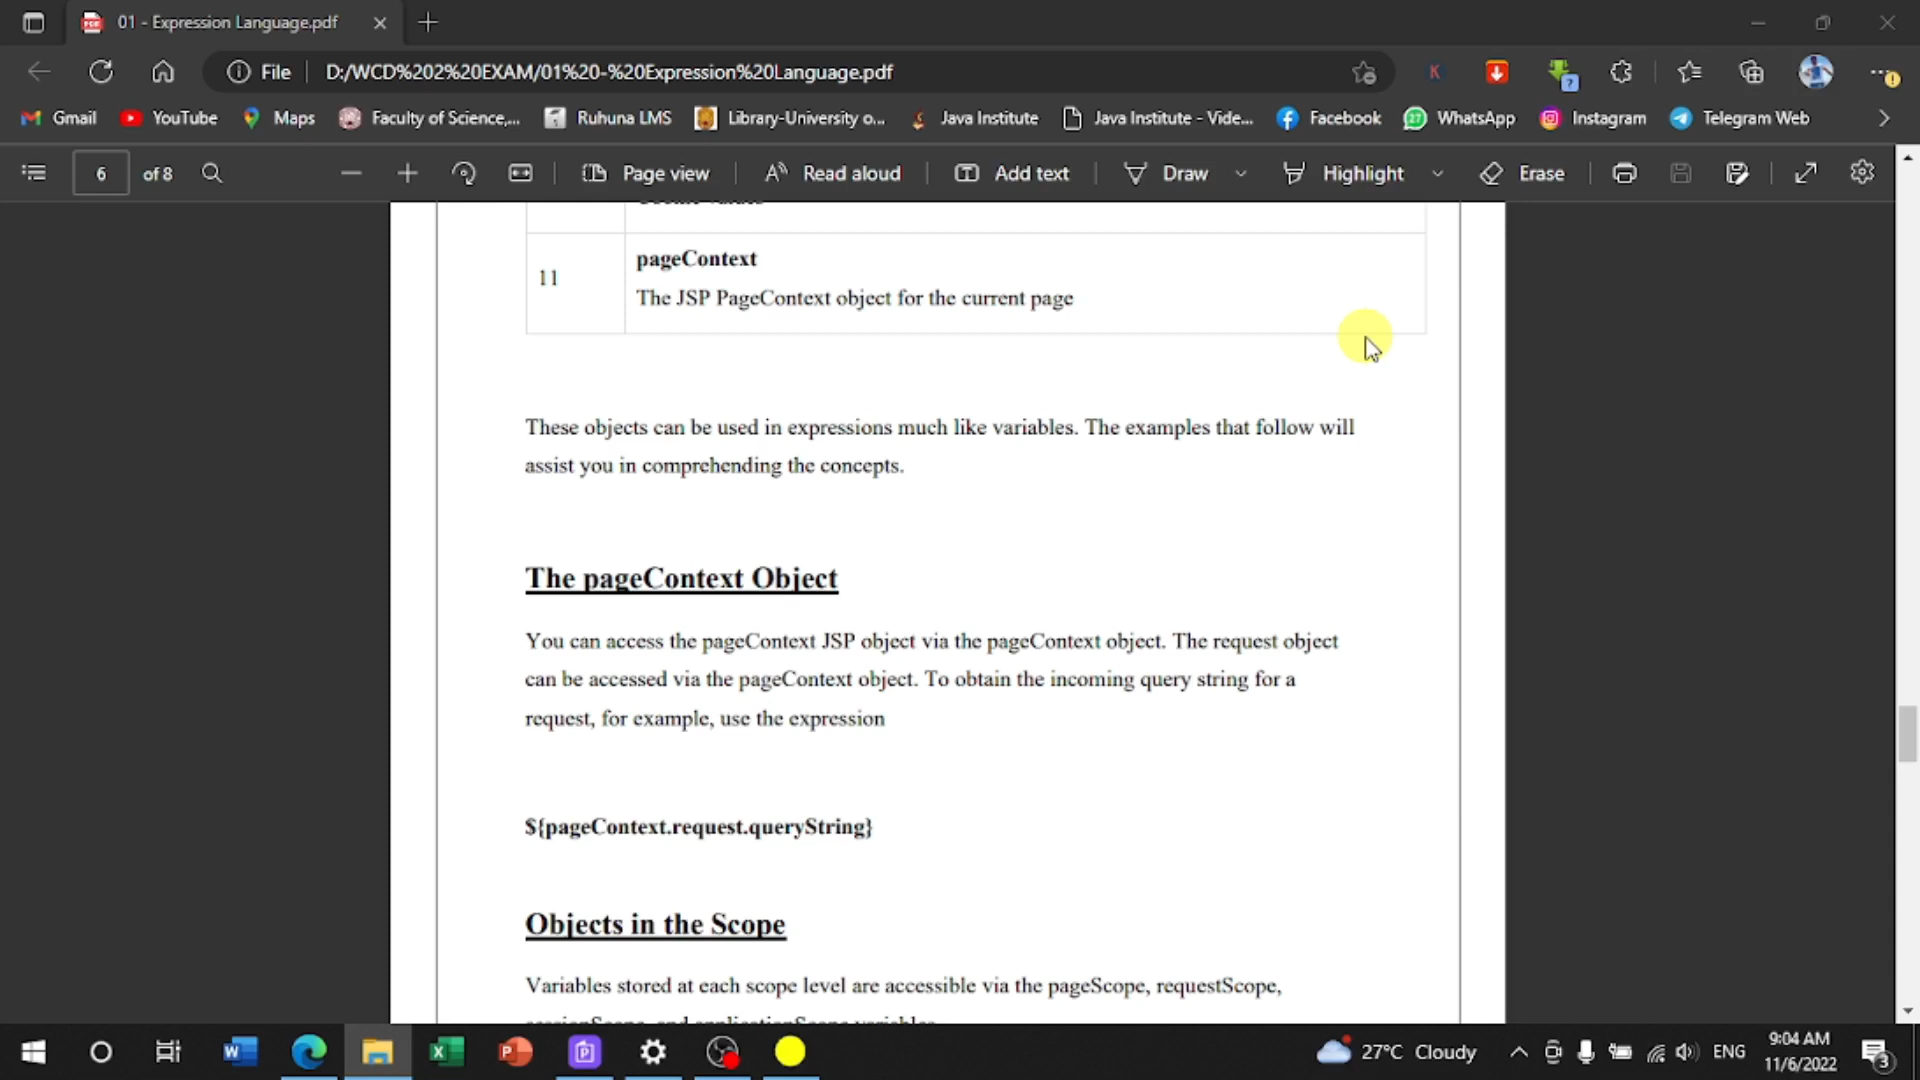 01 - Expression Language.pdf
File
D:/WCD%202%20EXAM/01%20-%20Expression%20Language.pdf
K
?
Gmail
YouTube
Maps
Faculty of Science,...
Ruhuna LMS
Library-University o...
Java Institute
Java Institute - Vide...
Facebook
27
WhatsApp
Instagram
Telegram Web
6
of 8
Page view
Read aloud
Add text
Draw
Highlight
Erase
11
pageContext
The JSP PageContext object for the current page
These objects can be used in expressions much like variables. The examples that follow will
assist you in comprehending the concepts.
The pageContext Object
You can access the pageContext JSP object via the pageContext object. The request object
can be accessed via the pageContext object. To obtain the incoming query string for a
request, for example, use the expression
${pageContext.request.queryString}
Objects in the Scope
Variables stored at each scope level are accessible via the pageScope, requestScope,
27°C Cloudy
ENG
9:04 AM
11/6/2022
3